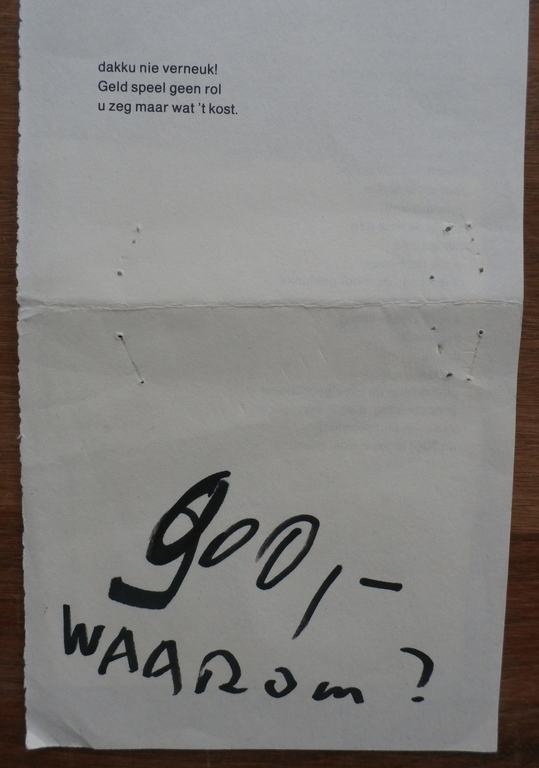 dakku nie verneuk!
Geld speel geen rol
u zeg maar wat 't kost.
900,-
WAAROm?